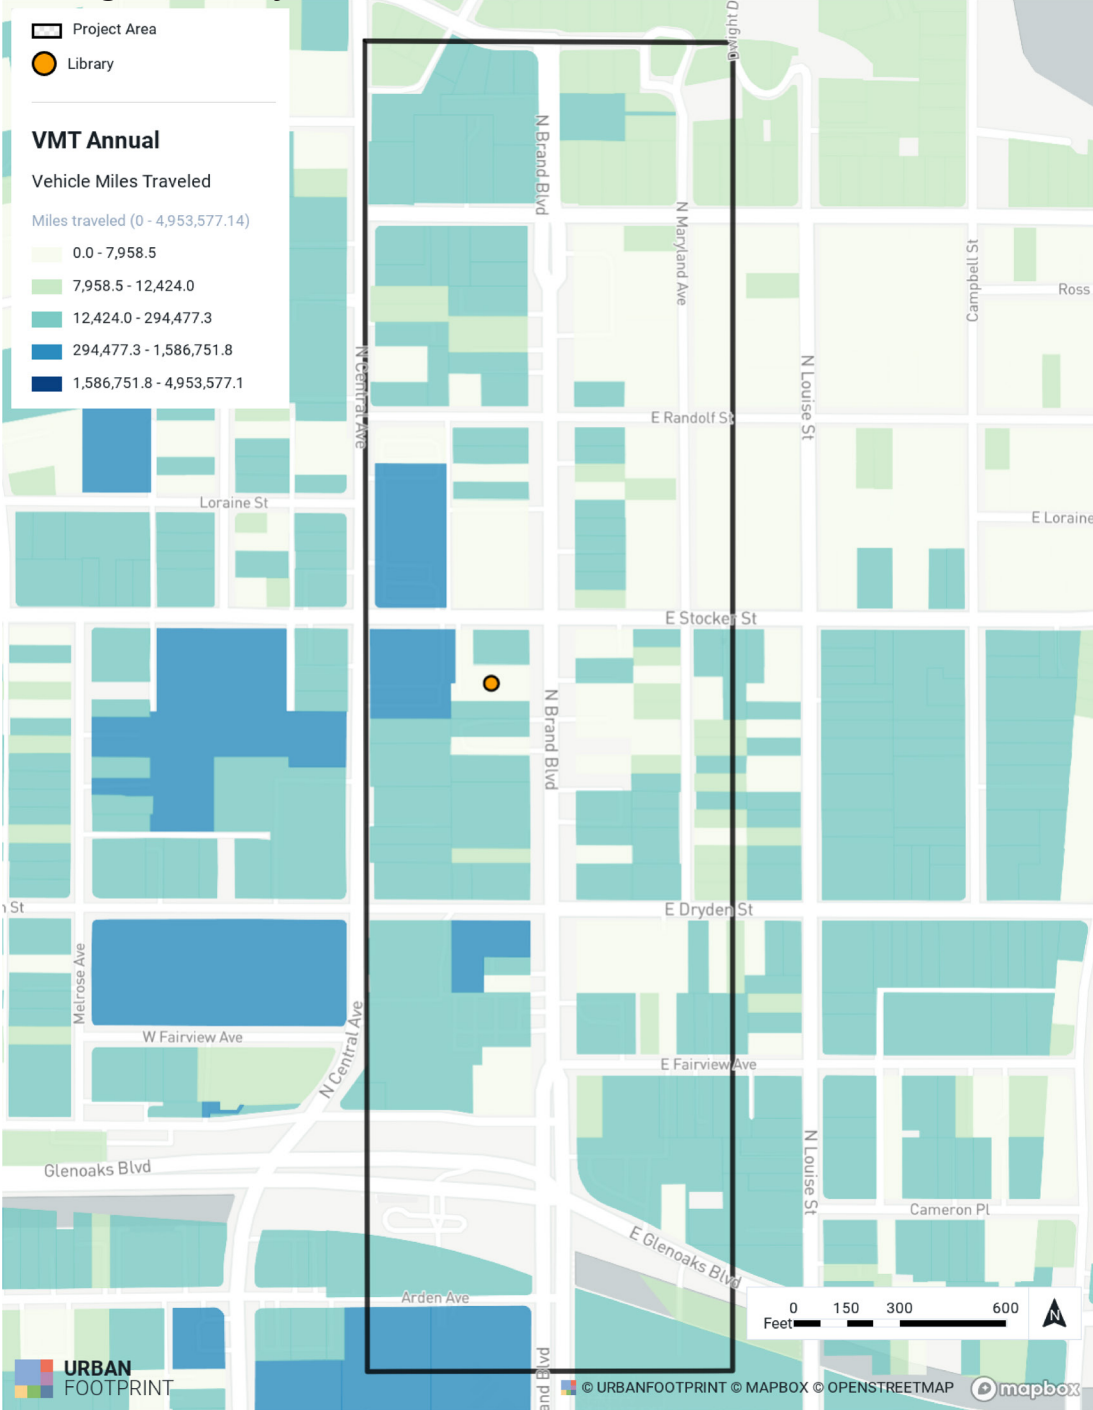 Project Area
Library
VMT Annual
Vehicle Miles Traveled
Miles traveled (0 - 4,953,577.14)
0.0 - 7,958.5
7,958.5 - 12,424.0
12,424.0 - 294,477.3
294,477.3 - 1,586,751.8
1,586,751.8 - 4,953,577.1
Dwight D
N Brand Blvd
N Maryland Ave
Campbell St
Ross
N Central Ave
N Louise St
E Randolf St
Loraine St
E Loraine
E Stocker St
N Brand Blvd
n St
E Dryden St
Melrose Ave
W Fairview Ave
N Central Ave
E Fairview Ave
Glenoaks Blvd
N Louise St
Cameron Pl
E Glenoaks Blvd
Arden Ave
0 150 300 600
Feet
N
URBAN
FOOTPRINT
and Blvd
© URBANFOOTPRINT © MAPBOX © OPENSTREETMAP
mapbox